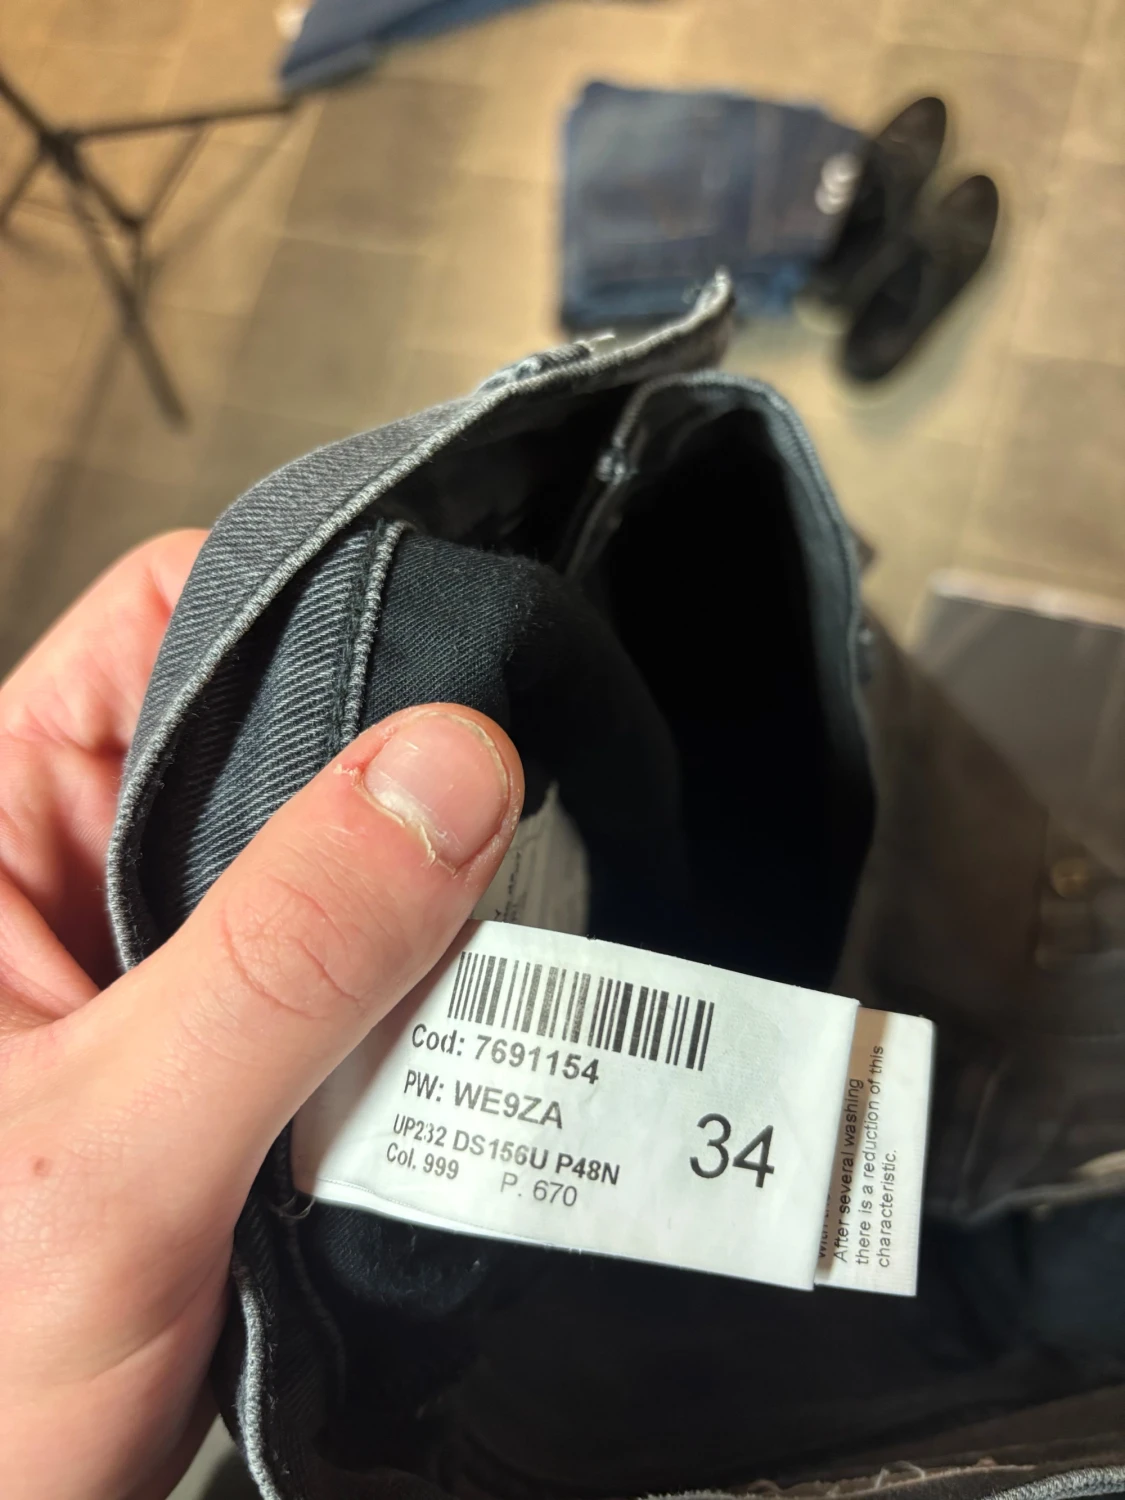 Cod: 7691154
PW: WE9ZA
UP232 DS156U P48N
Col. 999 P. 670
34
After several washing
there is a reduction of this
characteristic.